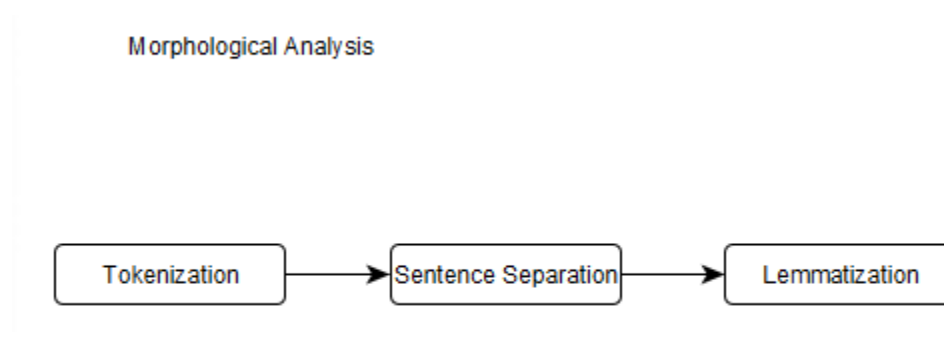 Morphological Analysis
Tokenization
Sentence Separation
Lemmatization